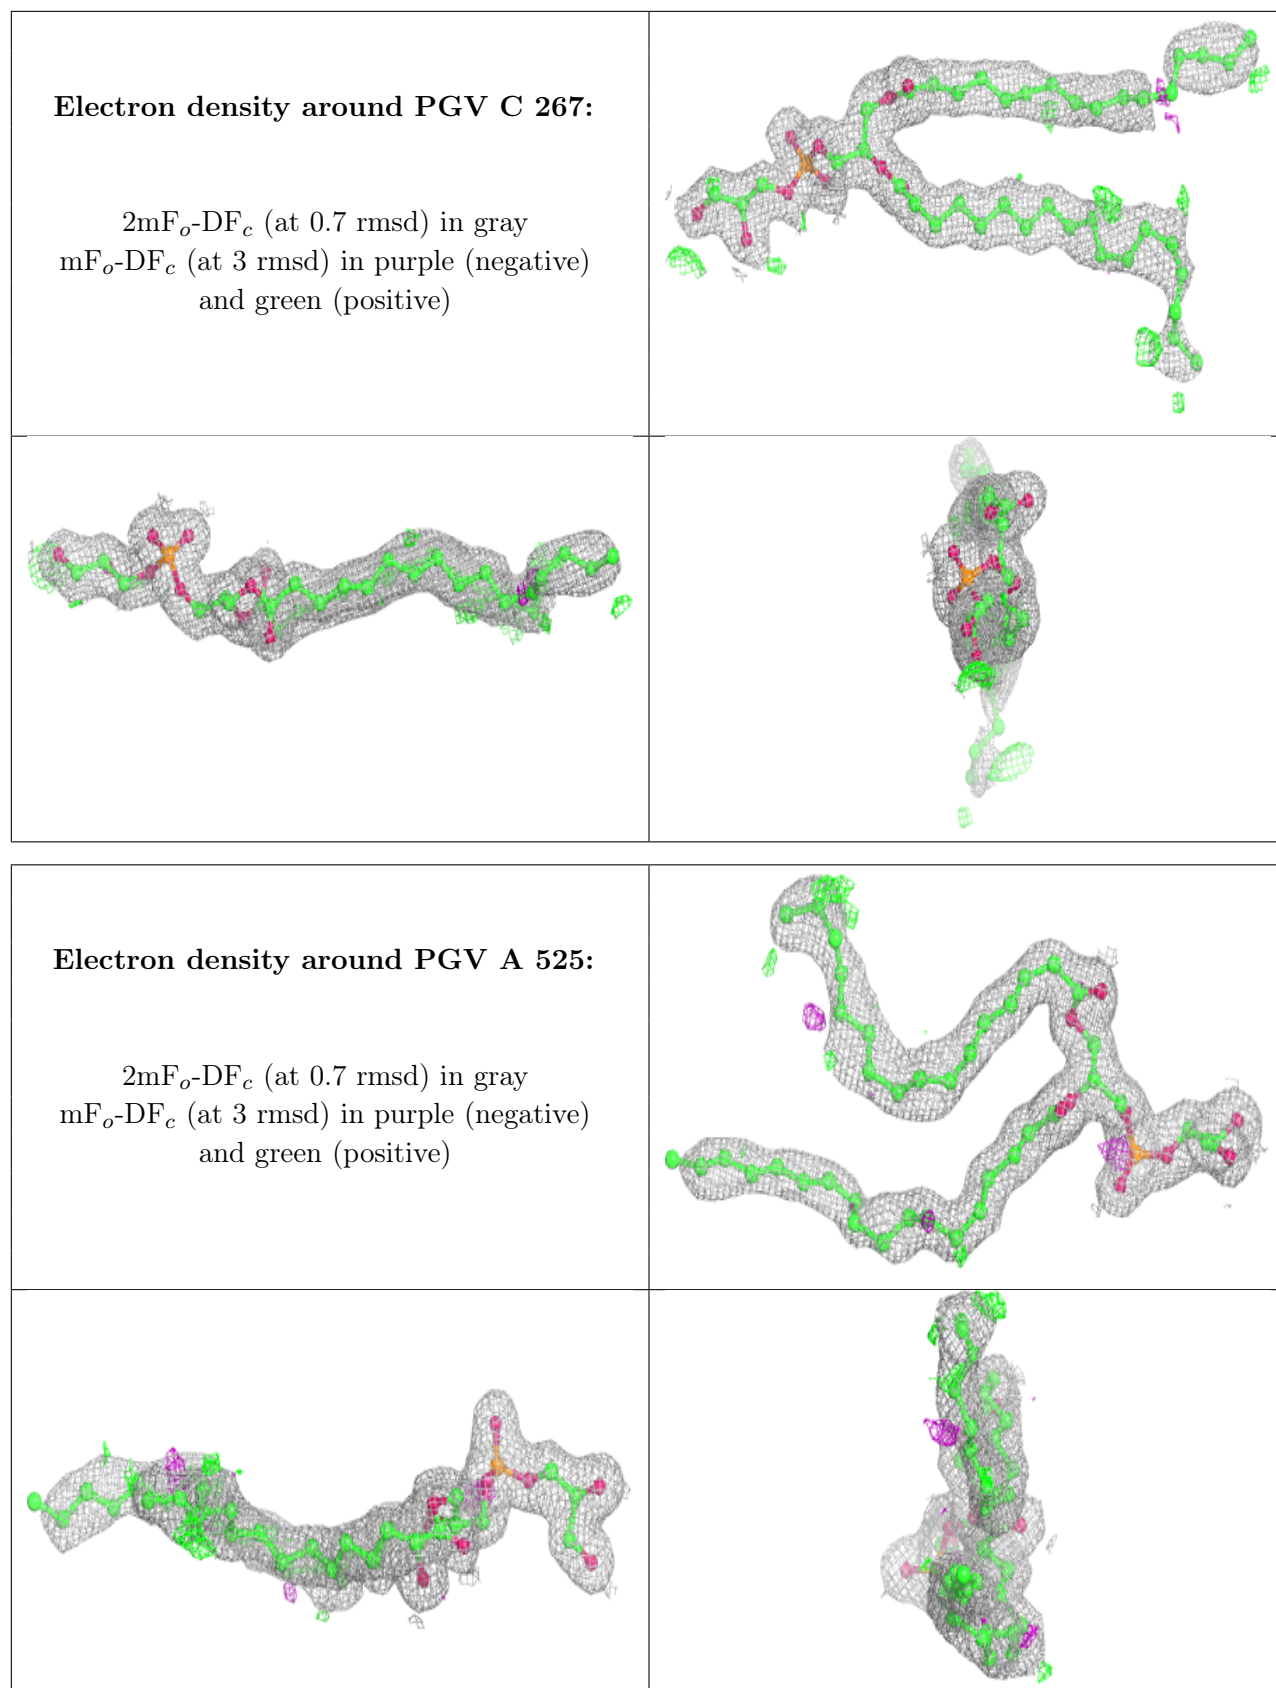 Electron density around PGV C 267:
2mFo-DFc (at 0.7 rmsd) in gray
mFo-DFc (at 3 rmsd) in purple (negative)
and green (positive)
Electron density around PGV A 525:
2mFo-DFc (at 0.7 rmsd) in gray
mFo-DFc (at 3 rmsd) in purple (negative)
and green (positive)